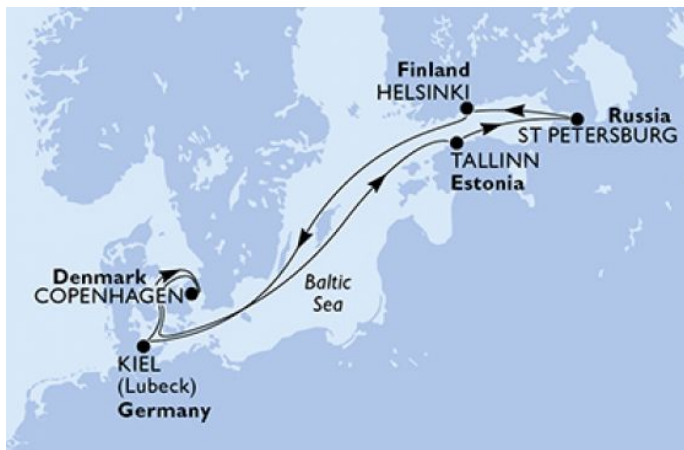 Finland
HELSINKI
Russia
ST PETERSBURG
TALLINN
Estonia
Denmark
COPENHAGEN
Baltic
Sea
KIEL
(Lubeck)
Germany